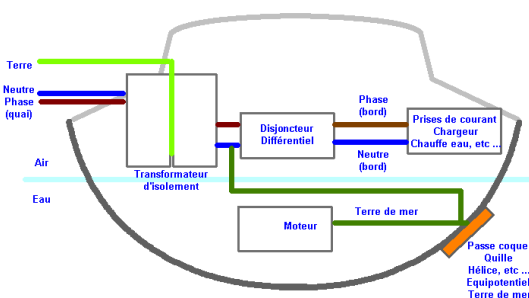 Terre
Neutre
Phase
(quai)
Transformateur
d'isolement
Disjoncteur
Différentiel
Phase
(bord)
Neutre
(bord)
Prises de courant
Chargeur
Chauffe eau, etc ...
Air
Eau
Moteur
Terre de mer
Passe coque
Quille
Hélice, etc ...
Equipotentiel
Terre de mer